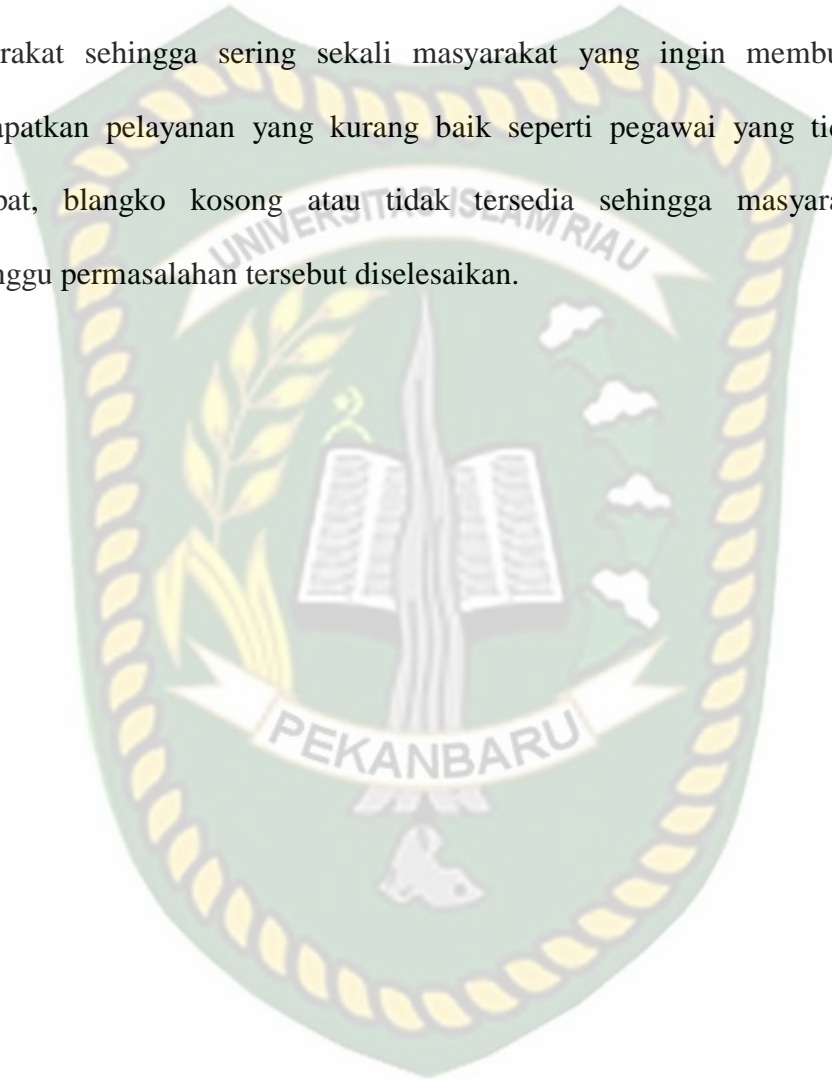 rakat sehingga sering sekali masyarakat yang ingin membu
apatkan pelayanan yang kurang baik seperti pegawai yang tid
pat, blangko kosong atau tidak tersedia sehingga masyara
nggu permasalahan tersebut diselesaikan.
UNIVERSITAS ISLAM RIAU
PEKANBARU